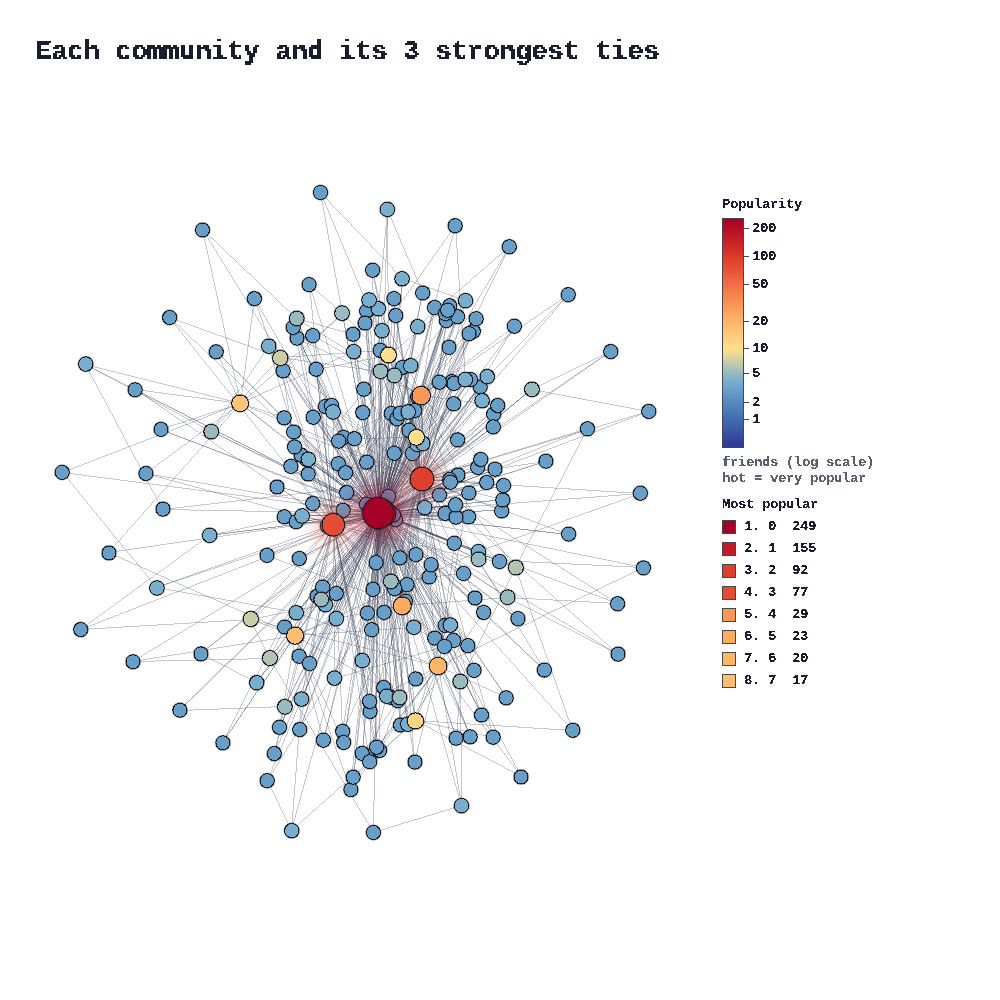 Each community and its 3 strongest ties
Popularity
200
100
50
20
10
5
2
1
friends (log scale)
hot = very popular
Most popular
1. 0 249
2. 1 155
3. 2 92
4. 3 77
5. 4 29
6. 5 23
7. 6 20
8. 7 17